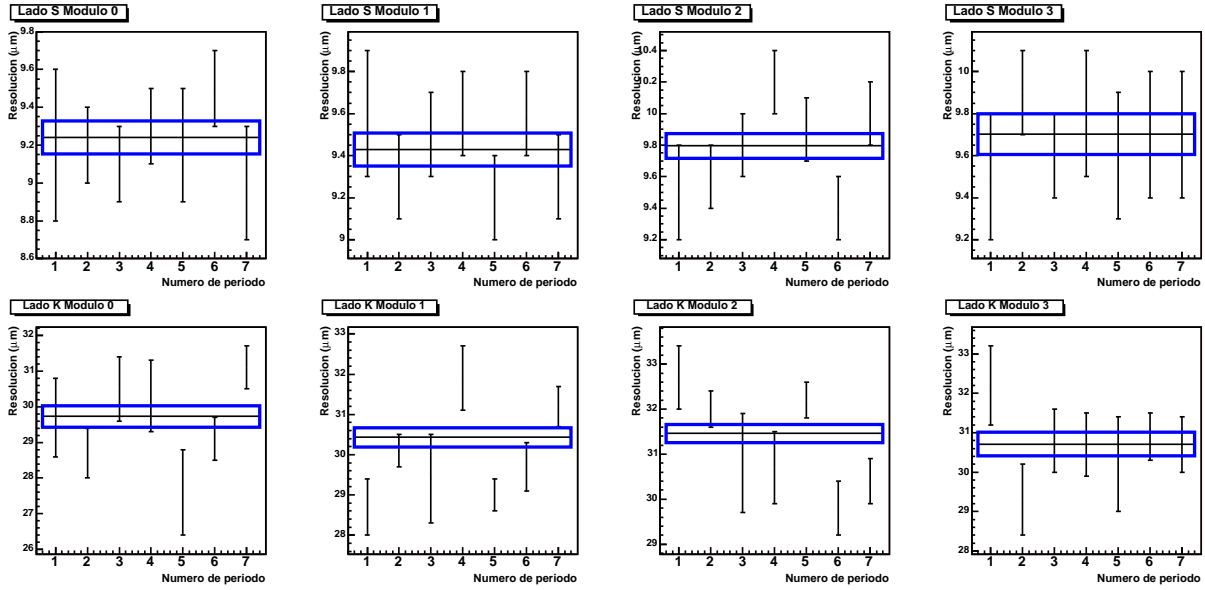 Lado S Modulo 0
Resolucion (μm)
9.8
9.6
9.4
9.2
9
8.8
8.6
1 2 3 4 5 6 7
Numero de periodo
Lado S Modulo 1
Resolucion (μm)
9.8
9.6
9.4
9.2
9
1 2 3 4 5 6 7
Numero de periodo
Lado S Modulo 2
Resolucion (μm)
10.4
10.2
10
9.8
9.6
9.4
9.2
1 2 3 4 5 6 7
Numero de periodo
Lado S Modulo 3
Resolucion (μm)
10
9.8
9.6
9.4
9.2
1 2 3 4 5 6 7
Numero de periodo
Lado K Modulo 0
Resolucion (μm)
32
31
30
29
28
27
26
1 2 3 4 5 6 7
Numero de periodo
Lado K Modulo 1
Resolucion (μm)
33
32
31
30
29
28
1 2 3 4 5 6 7
Numero de periodo
Lado K Modulo 2
Resolucion (μm)
33
32
31
30
29
1 2 3 4 5 6 7
Numero de periodo
Lado K Modulo 3
Resolucion (μm)
33
32
31
30
29
28
1 2 3 4 5 6 7
Numero de periodo